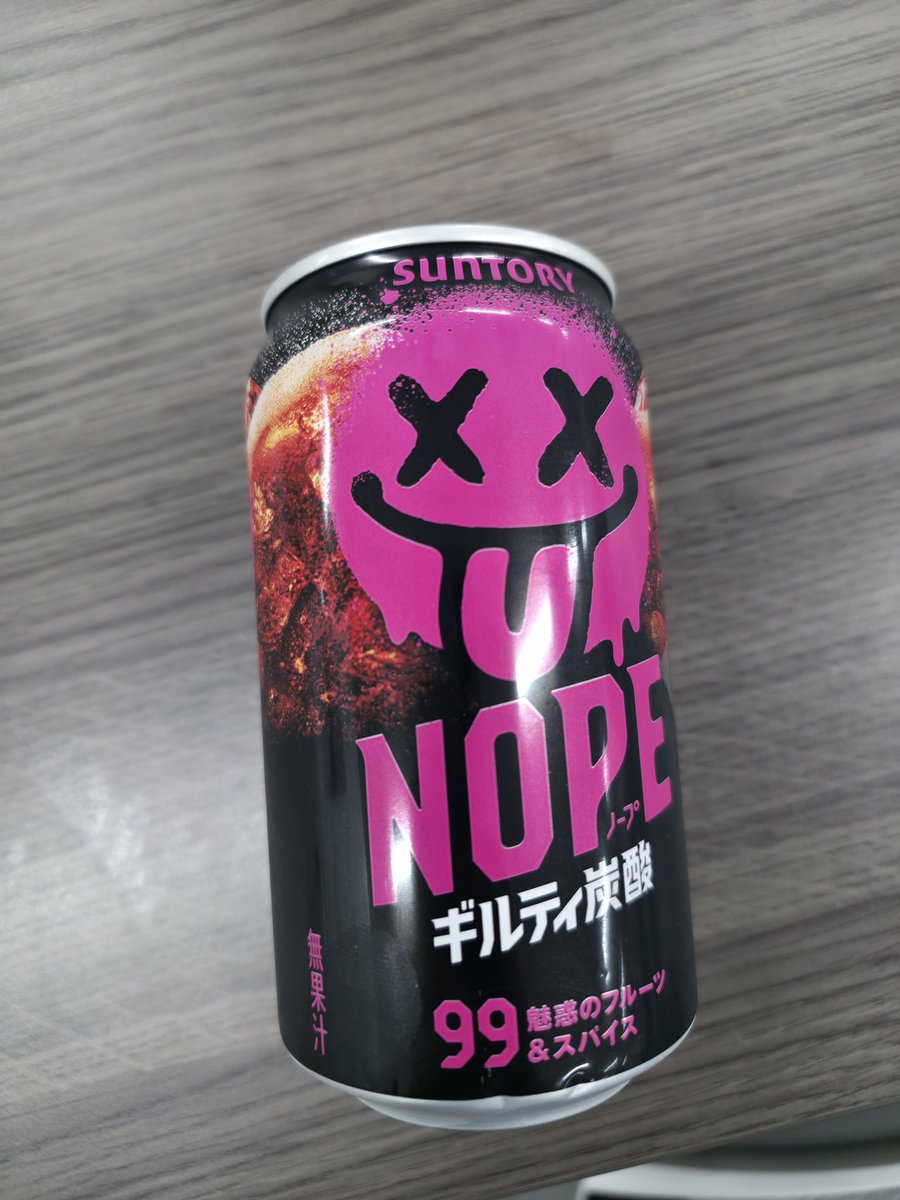 SUNTORY
NOPE
ノープ
ギルティ炭酸
99 魅惑のフルーツ
&スパイス
無果汁